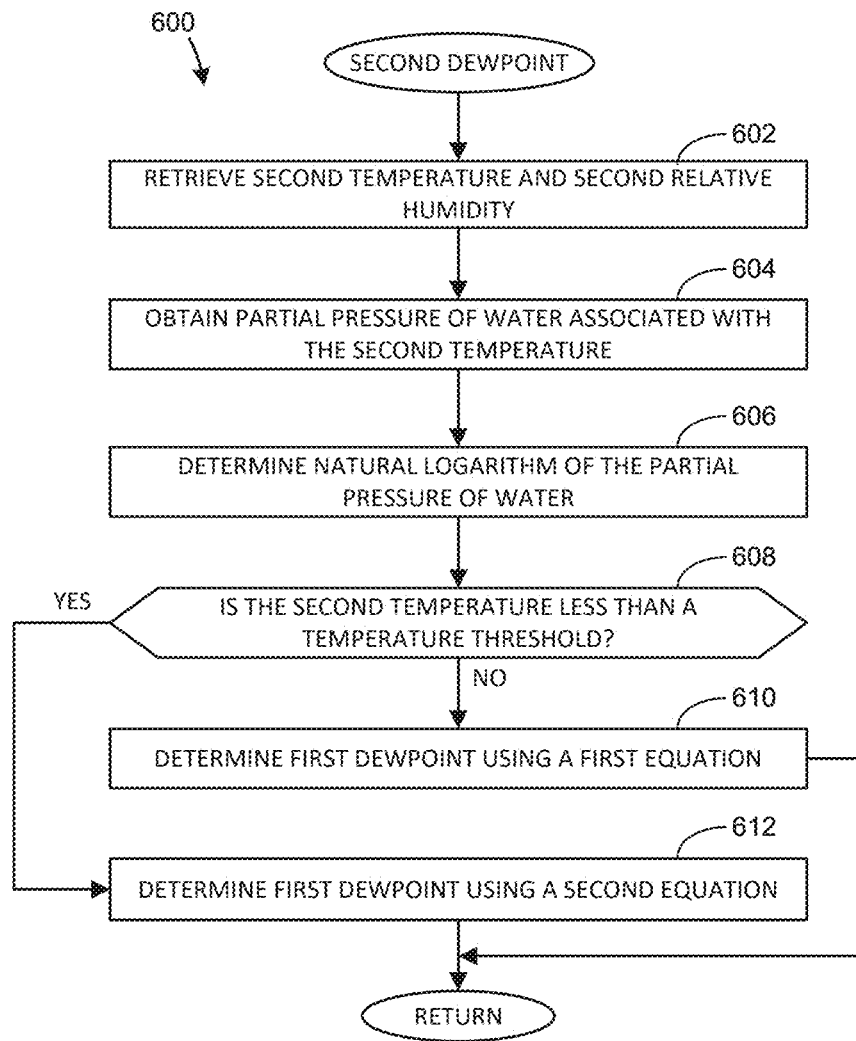 600
SECOND DEWPOINT
602
RETRIEVE SECOND TEMPERATURE AND SECOND RELATIVE
HUMIDITY
604
OBTAIN PARTIAL PRESSURE OF WATER ASSOCIATED WITH
THE SECOND TEMPERATURE
606
DETERMINE NATURAL LOGARITHM OF THE PARTIAL
PRESSURE OF WATER
608
YES
IS THE SECOND TEMPERATURE LESS THAN A
TEMPERATURE THRESHOLD?
NO
610
DETERMINE FIRST DEWPOINT USING A FIRST EQUATION
612
DETERMINE FIRST DEWPOINT USING A SECOND EQUATION
RETURN